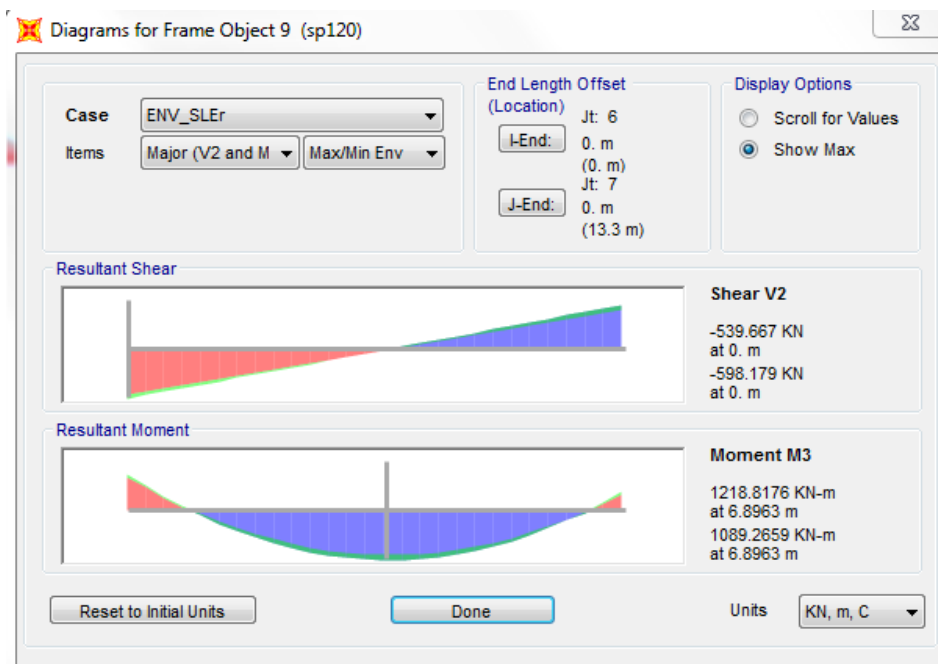 Diagrams for Frame Object 9 (sp120)
Case
ENV_SLEr
Items
Major (V2 and M
Max/Min Env
End Length Offset
(Location)
Jt: 6
I-End:
0. m
(0. m)
Jt: 7
J-End:
0. m
(13.3 m)
Display Options
Scroll for Values
Show Max
Resultant Shear
Shear V2
-539.667 KN
at 0. m
-598.179 KN
at 0. m
Resultant Moment
Moment M3
1218.8176 KN-m
at 6.8963 m
1089.2659 KN-m
at 6.8963 m
Reset to Initial Units
Done
Units
KN, m, C